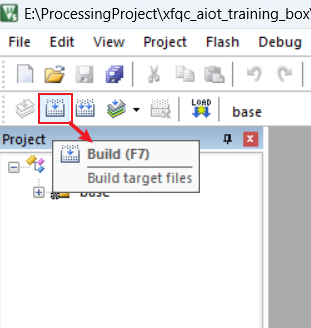 E:\ProcessingProject\xfqc_aiot_training_box\
File Edit View Project Flash Debug
LOAD
base
Project
Build (F7)
Build target files
base